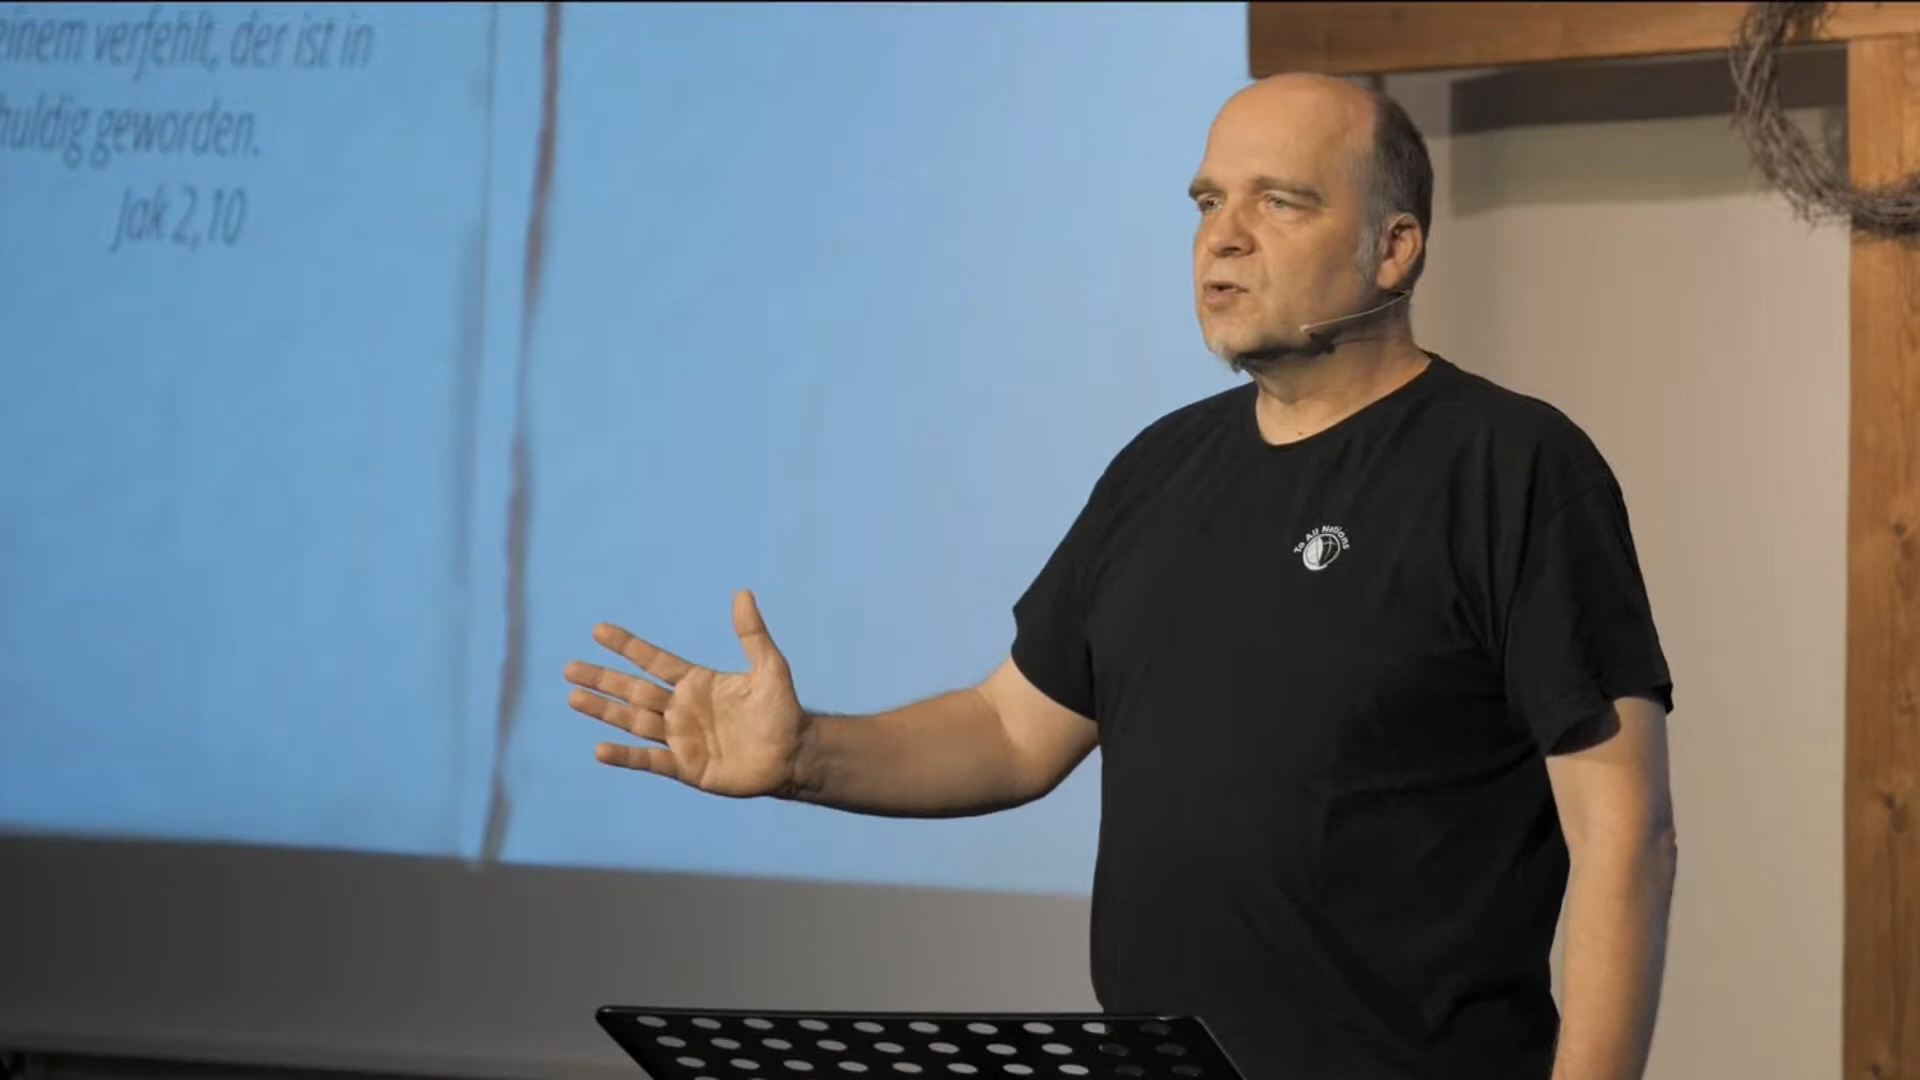 einem verfehlt, der ist in
huldig geworden.
Jak 2,10
To All Nations